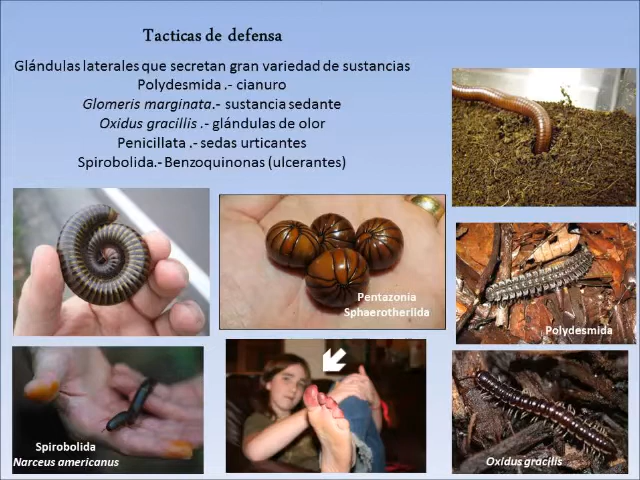 Tacticas de defensa
Glándulas laterales que secretan gran variedad de sustancias
Polydesmida .- cianuro
Glomeris marginata.- sustancia sedante
Oxidus gracillis .- glándulas de olor
Penicillata .- sedas urticantes
Spirobolida.- Benzoquinonas (ulcerantes)
Pentazonia
Sphaerotheriida
Polydesmida
Spirobolida
Narceus americanus
Oxidus gracilis